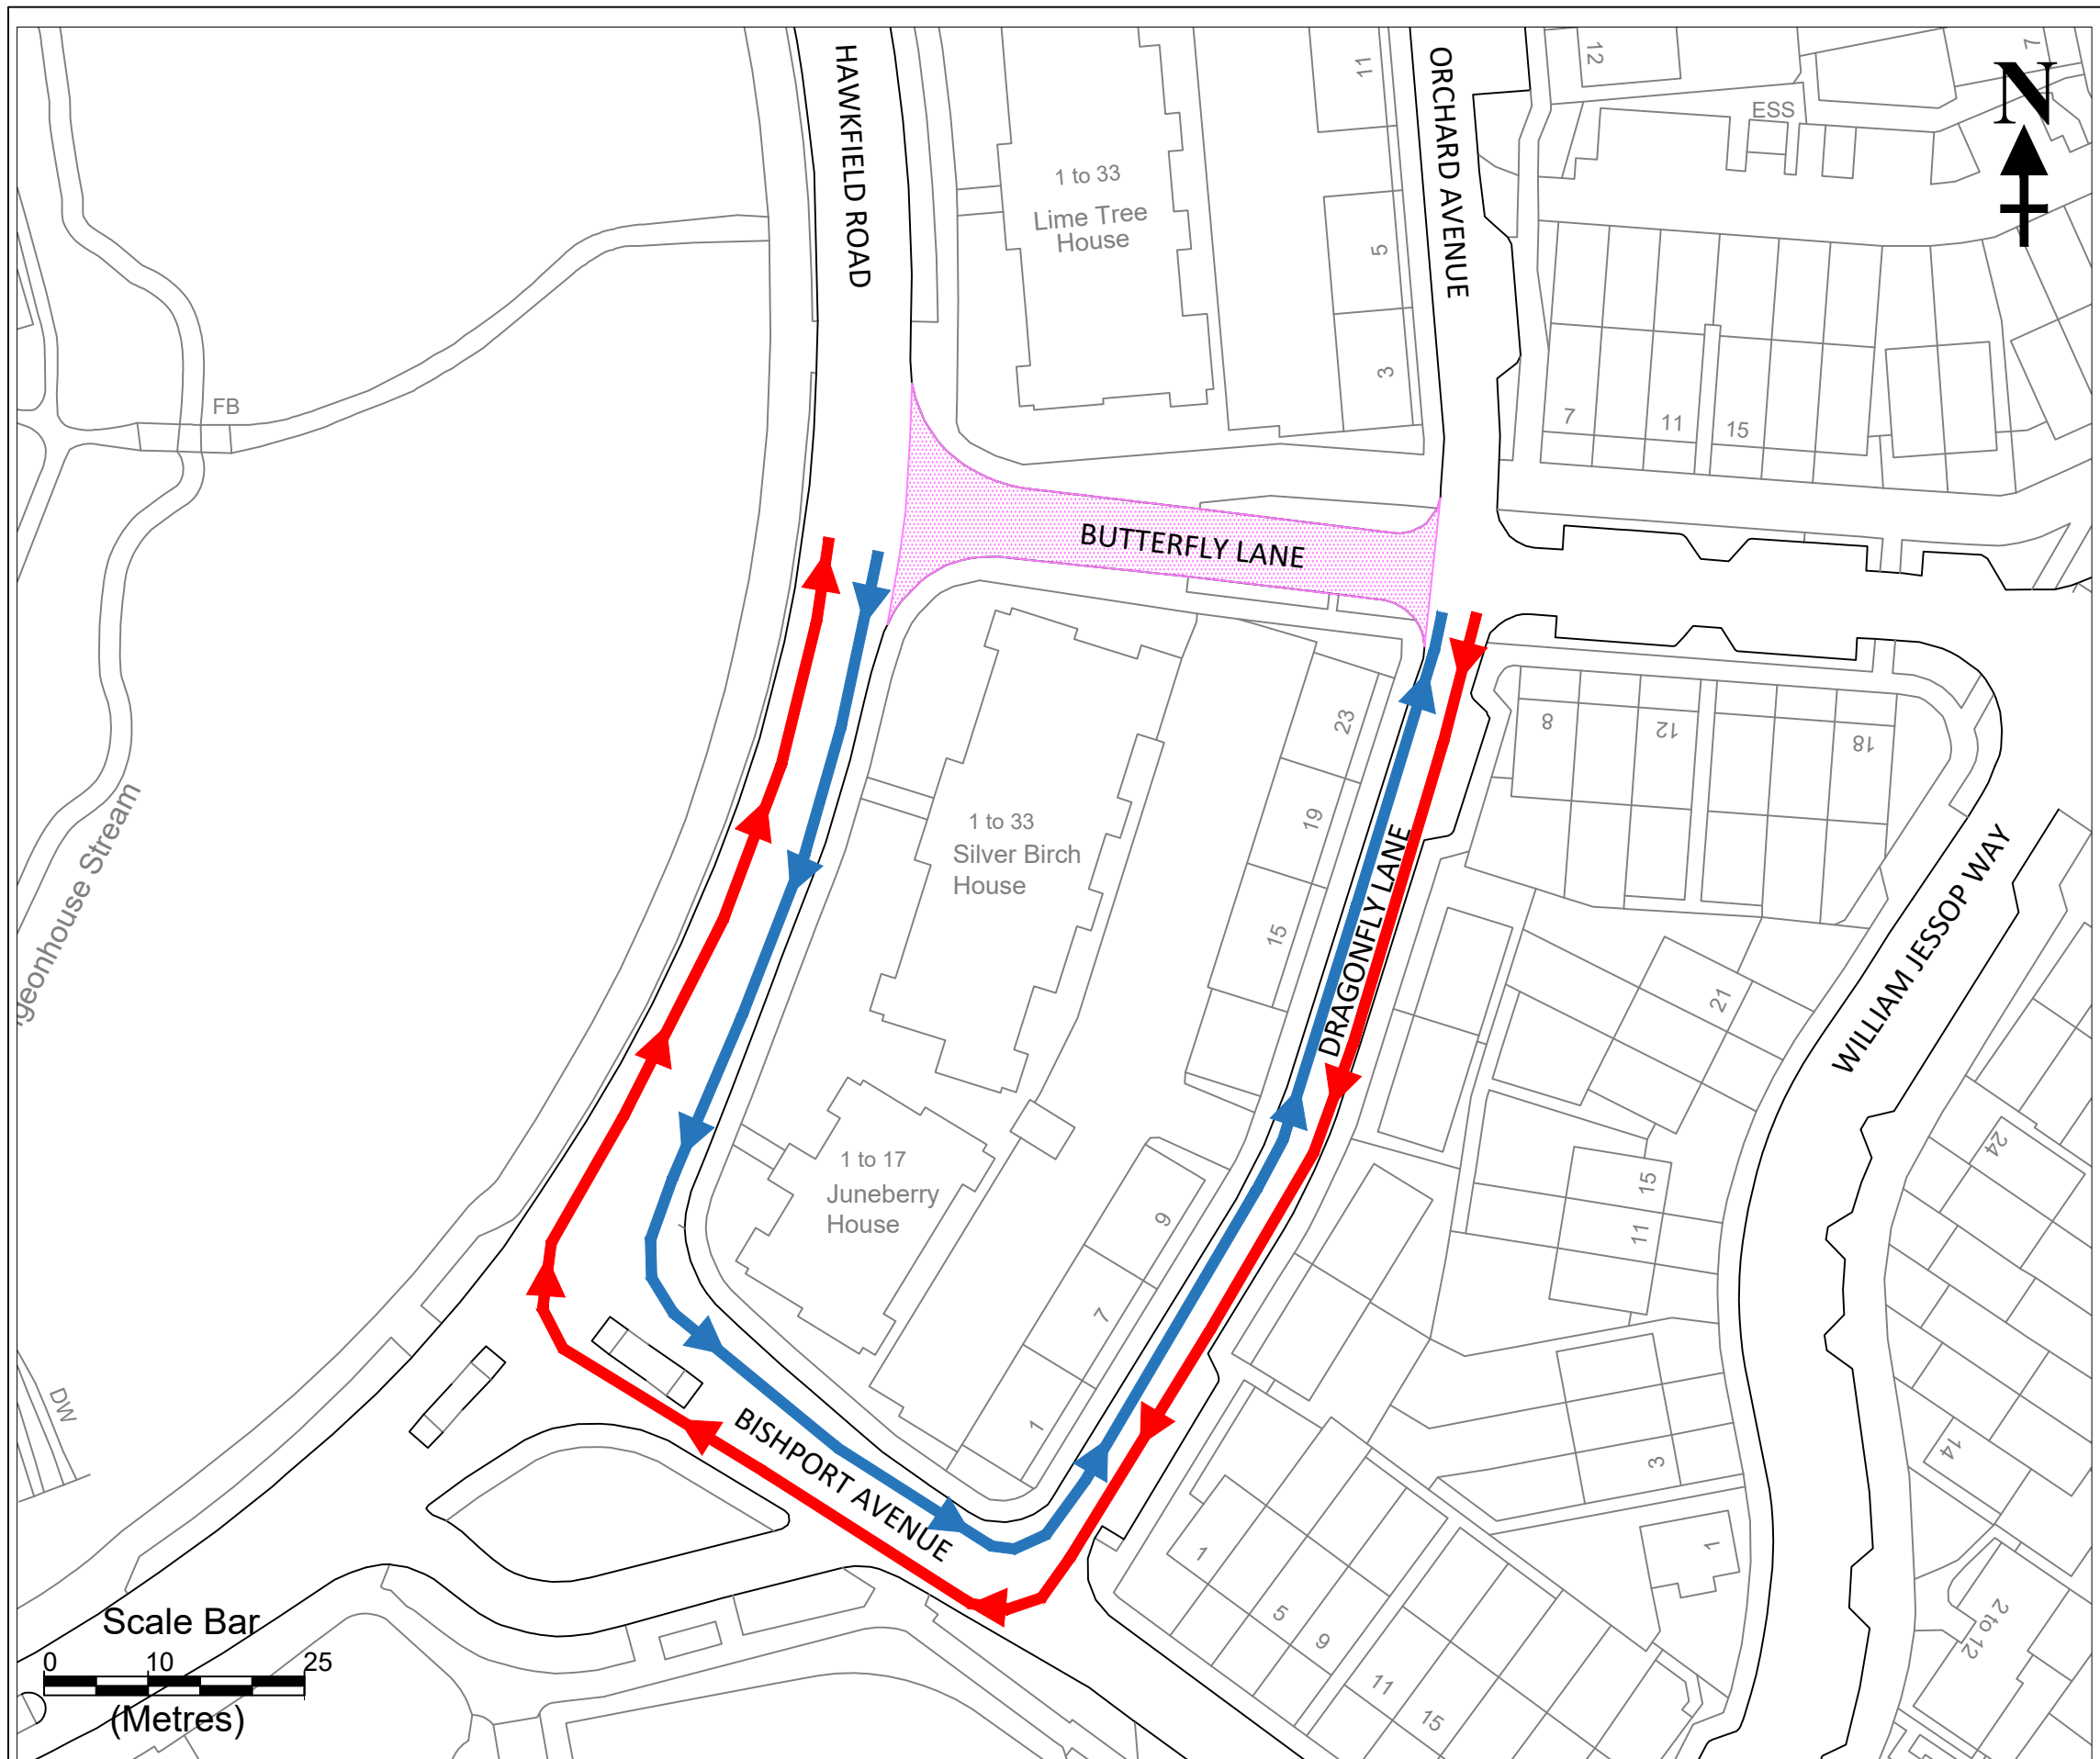 HAWKFIELD ROAD
ORCHARD AVENUE
11
12
7
N
ESS
1 to 33
Lime Tree
House
5
3
FB
7
11
15
BUTTERFLY LANE
23
8
12
18
19
1 to 33
Silver Birch
House
15
DRAGONFLY LANE
WILLIAM JESSOP WAY
geonhouse Stream
21
1 to 17
Juneberry
House
9
7
1
15
11
24
DW
BISHPORT AVENUE
3
14
1
1
5
9
11
15
2 to 12
Scale Bar
0 10 25
(Metres)